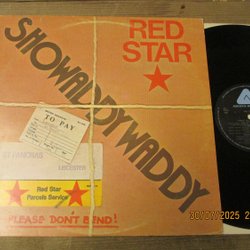 RED
STAR
SHOWADDYWADDY
TO PAY
ST PANCRAS
LEICESTER
Red Star
Parcels Service
PLEASE DON'T BEND!
30/07/2025